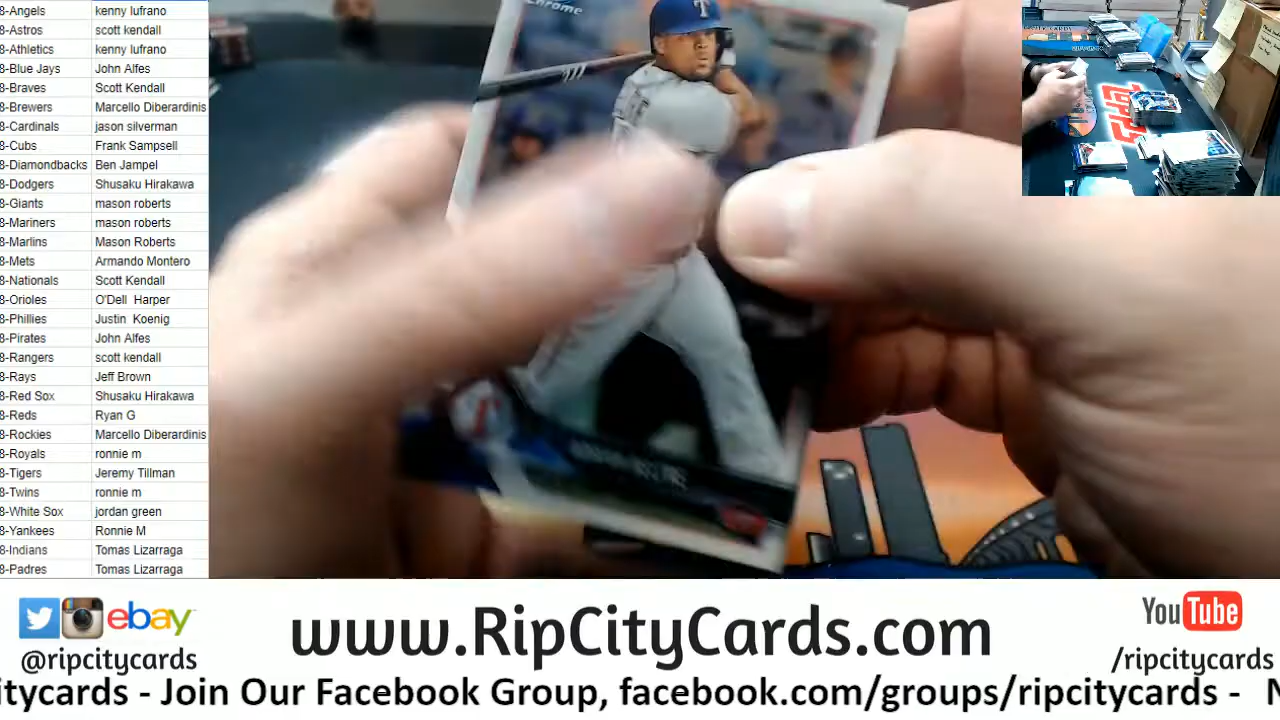 8-Angels kenny lufrano
8-Astros scott kendall
8-Athletics kenny lufrano
8-Blue Jays John Alfes
8-Braves Scott Kendall
8-Brewers Marcello Diberardinis
8-Cardinals jason silverman
8-Cubs Frank Sampsell
8-Diamondbacks Ben Jampel
8-Dodgers Shusaku Hirakawa
8-Giants mason roberts
8-Mariners mason roberts
8-Marlins Mason Roberts
8-Mets Armando Montero
8-Nationals Scott Kendall
8-Orioles O'Dell Harper
8-Phillies Justin Koenig
8-Pirates John Alfes
8-Rangers scott kendall
8-Rays Jeff Brown
8-Red Sox Shusaku Hirakawa
8-Reds Ryan G
8-Rockies Marcello Diberardinis
8-Royals ronnie m
8-Tigers Jeremy Tillman
8-Twins ronnie m
8-White Sox jordan green
8-Yankees Ronnie M
8-Indians Tomas Lizarraga
8-Padres Tomas Lizarraga
Chrome
T
TOPPS
ebay
@ripcitycards
www.RipCityCards.com
YouTube
/ripcitycards
itycards - Join Our Facebook Group, facebook.com/groups/ripcitycards - N